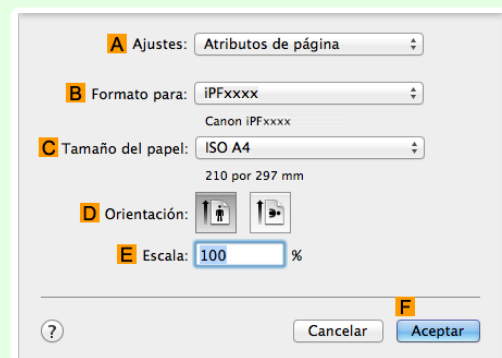 A Ajustes: Atributos de página
B Formato para: iPFxxxx
Canon iPFxxxx
C Tamaño del papel: ISO A4
210 por 297 mm
D Orientación:
E Escala: 100 %
F
? Cancelar Aceptar